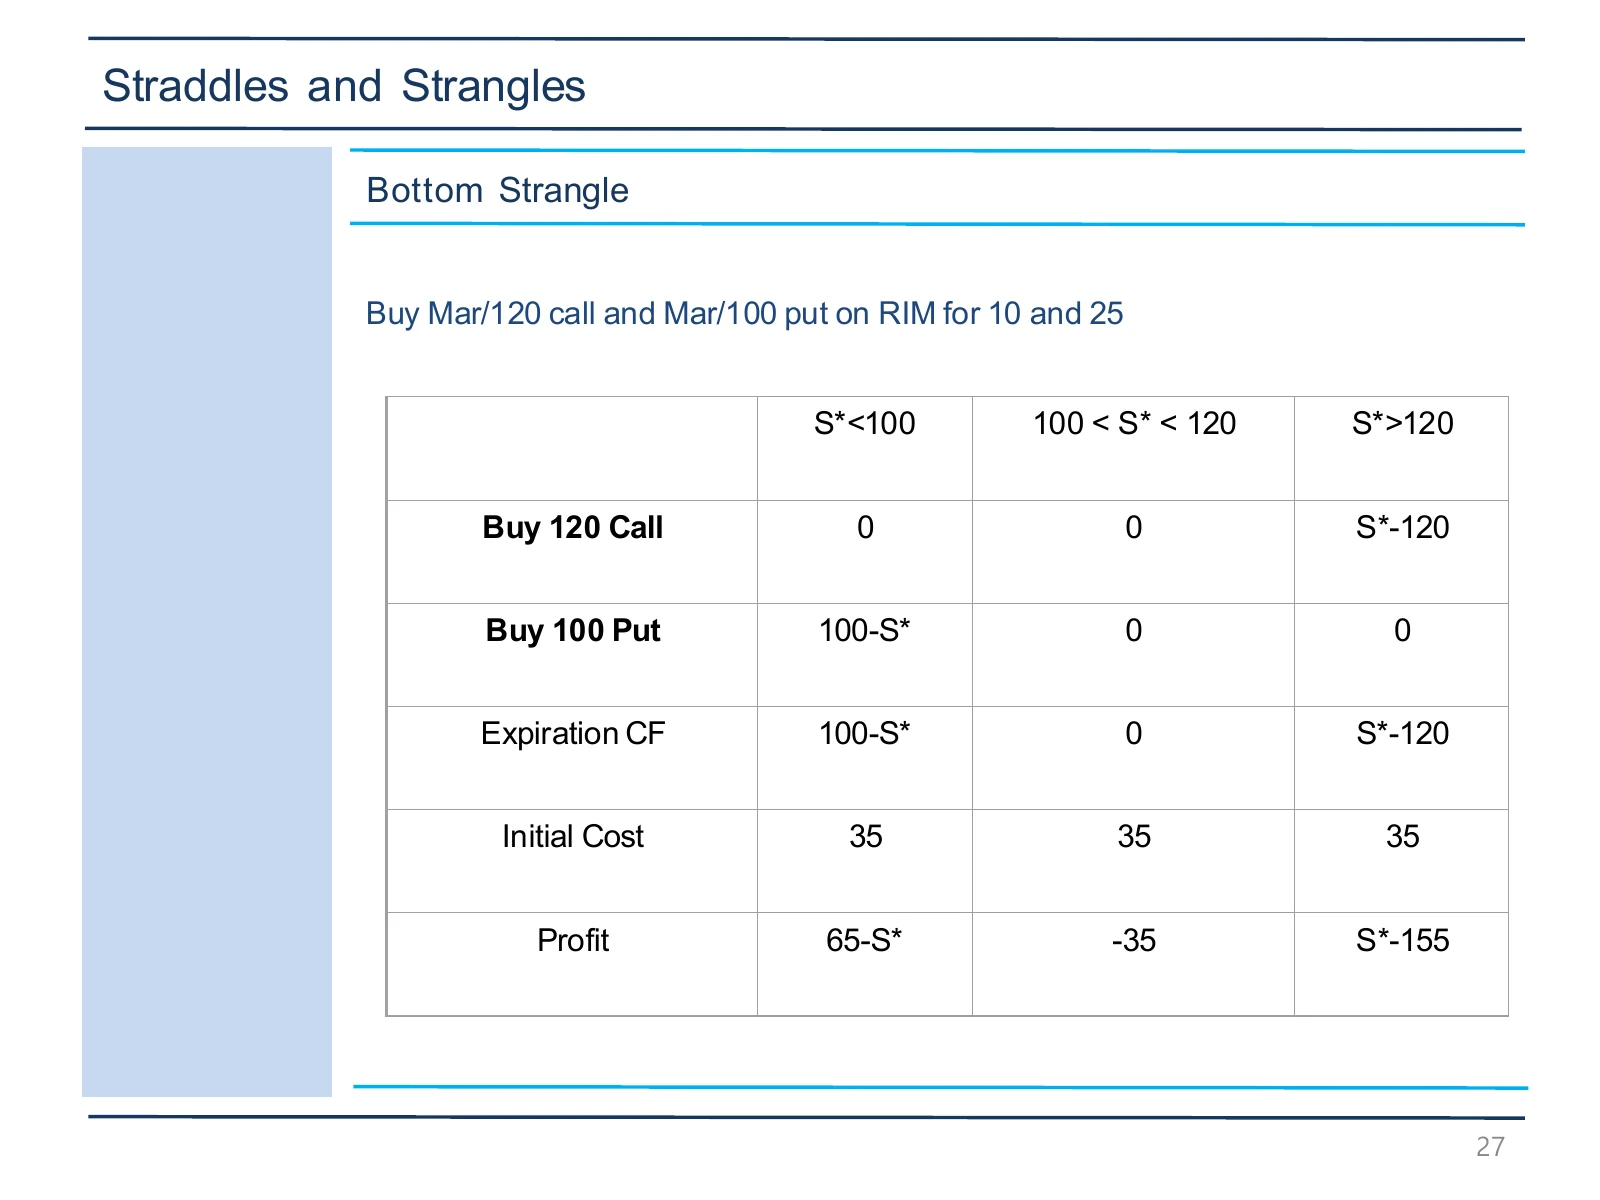 Straddles and Strangles
Bottom Strangle
Buy Mar/120 call and Mar/100 put on RIM for 10 and 25
S*<100 100 < S* < 120 S*>120
Buy 120 Call 0 0 S*-120
Buy 100 Put 100-S* 0 0
Expiration CF 100-S* 0 S*-120
Initial Cost 35 35 35
Profit 65-S* -35 S*-155
27